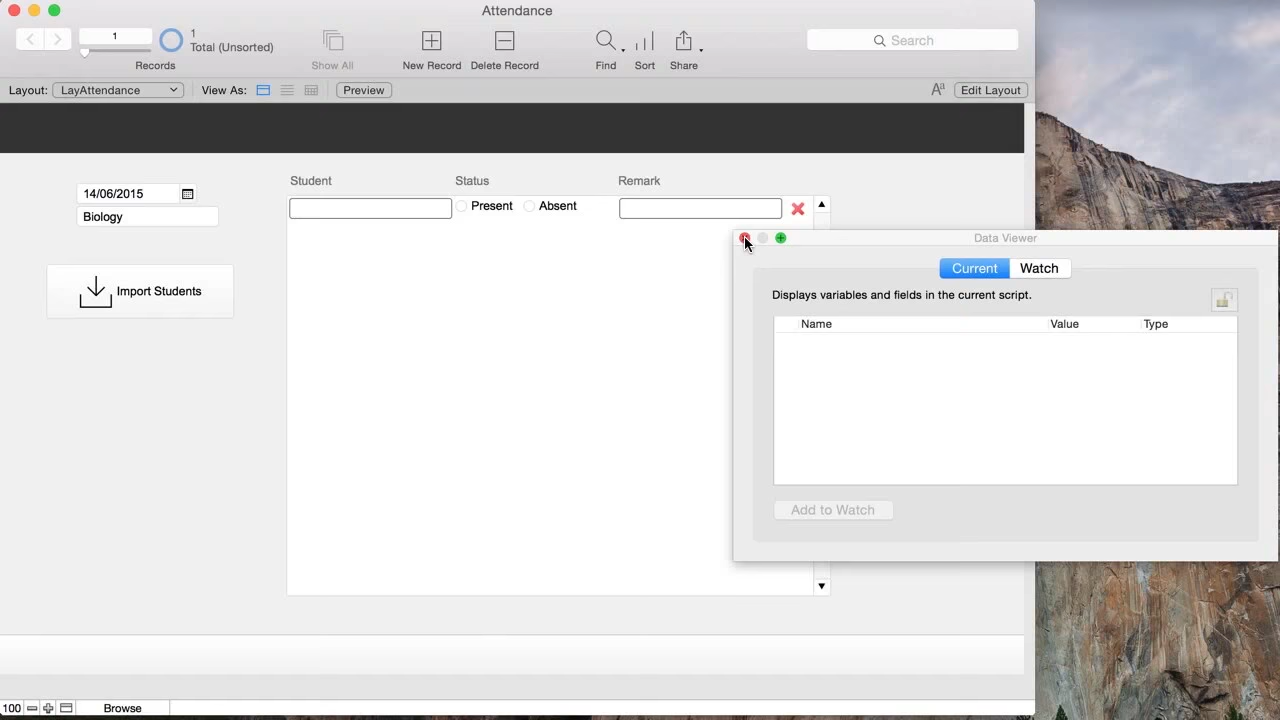 Attendance
1
1
Total (Unsorted)
Search
Records
Show All
New Record
Delete Record
Find
Sort
Share
Layout:
LayAttendance
View As:
Preview
Aa
Edit Layout
Student
Status
Remark
14/06/2015
Present
Absent
Biology
Data Viewer
Current
Watch
Import Students
Displays variables and fields in the current script.
Name
Value
Type
Add to Watch
100
Browse